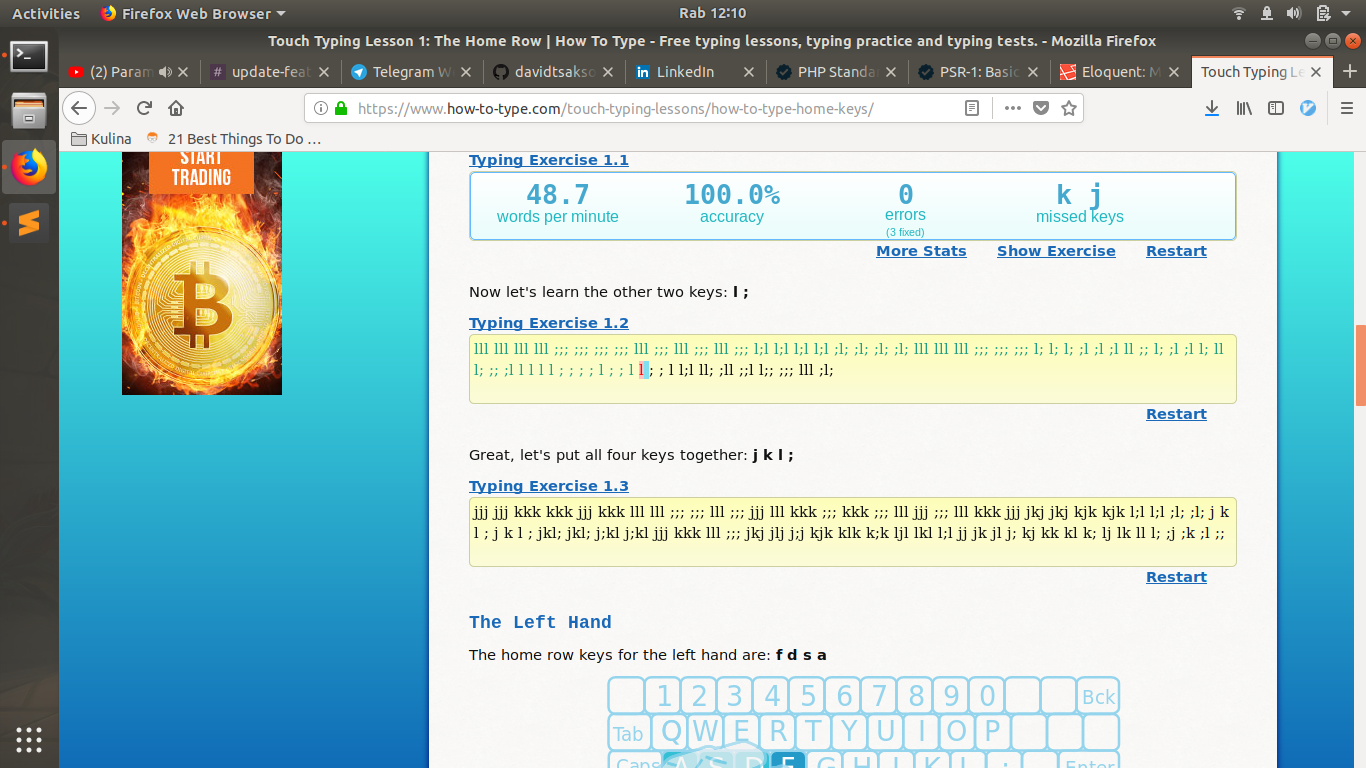 Activities
Firefox Web Browser
Rab 12:10
Touch Typing Lesson 1: The Home Row | How To Type - Free typing lessons, typing practice and typing tests. - Mozilla Firefox
(2) Param
update-feat
Telegram W
davidtsakso
LinkedIn
PHP Standa
PSR-1: Basic
Eloquent: M
Touch Typing Le
https://www.how-to-type.com/touch-typing-lessons/how-to-type-home-keys/
Kulina
21 Best Things To Do …
START
TRADING
Typing Exercise 1.1
48.7 100.0% 0 k j
words per minute accuracy errors missed keys
(3 fixed)
More Stats Show Exercise Restart
Now let's learn the other two keys: l ;
Typing Exercise 1.2
lll lll lll lll ;;; ;;; ;;; ;;; lll ;;; lll ;;; lll ;;; l;l l;l l;l l;l ;l; ;l; ;l; ;l; lll lll lll ;;; ;;; ;;; l; l; l; ;l ;l ;l ll ;; l; ;l ;l l; ll
l; ;; ;l l l l l ; ; ; ; l ; ; l l ; ; l l;l ll; ;ll ;;l l;; ;;; lll ;l;
Restart
Great, let's put all four keys together: j k l ;
Typing Exercise 1.3
jjj jjj kkk kkk jjj kkk lll lll ;;; ;;; lll ;;; jjj lll kkk ;;; kkk ;;; lll jjj ;;; lll kkk jjj jkj jkj kjk kjk l;l l;l ;l; ;l; j k
l ; j k l ; jkl; jkl; j;kl j;kl jjj kkk lll ;;; jkj jlj j;j kjk klk k;k ljl lkl l;l jj jk jl j; kj kk kl k; lj lk ll l; ;j ;k ;l ;;
Restart
The Left Hand
The home row keys for the left hand are: f d s a
1 2 3 4 5 6 7 8 9 0 Bck
Tab Q W E R T Y U I O P
Caps A S D F G H J K L ; Enter